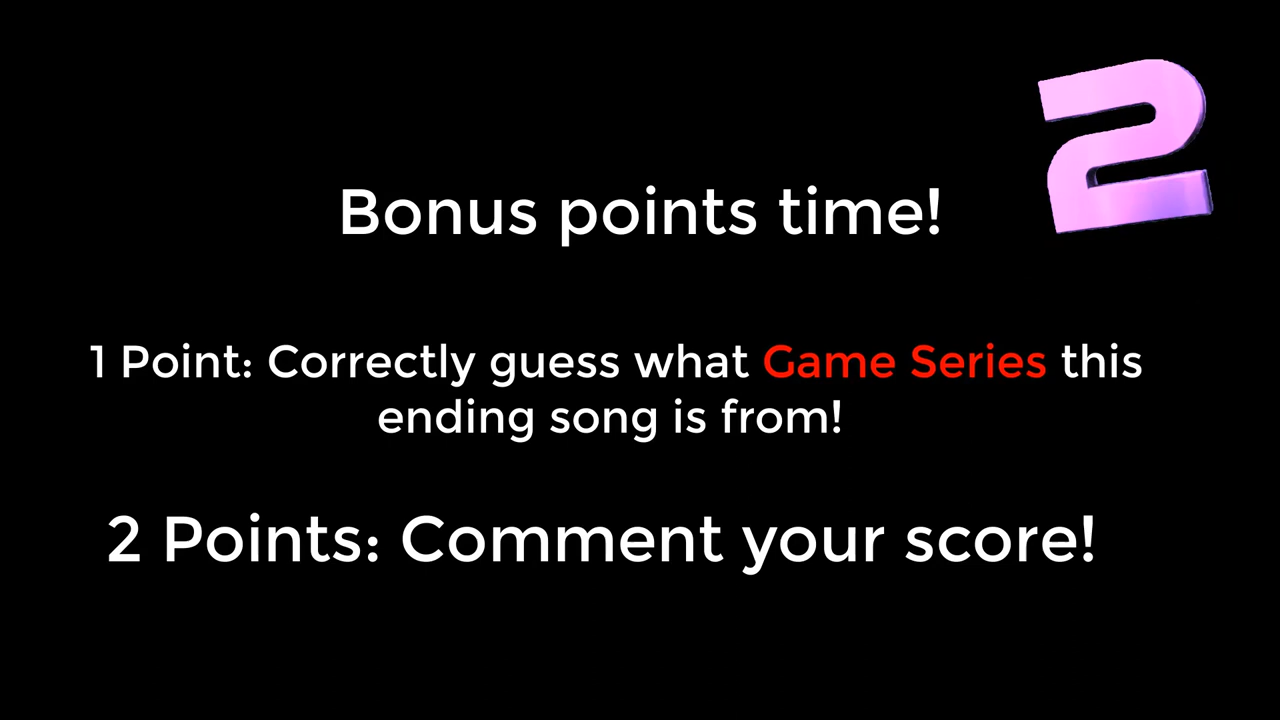 2
Bonus points time!
1 Point: Correctly guess what Game Series this
ending song is from!
2 Points: Comment your score!